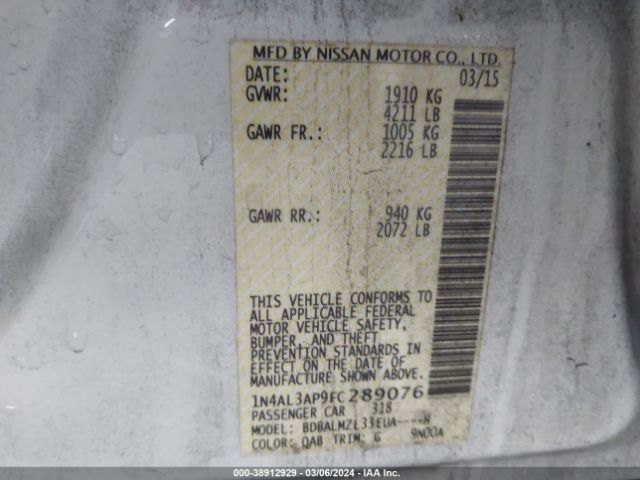 MFD BY NISSAN MOTOR CO., LTD.
DATE: 03/15
GVWR: 1910 KG
4211 LB
GAWR FR.: 1005 KG
2216 LB
GAWR RR.: 940 KG
2072 LB
THIS VEHICLE CONFORMS TO
ALL APPLICABLE FEDERAL
MOTOR VEHICLE SAFETY,
BUMPER, AND THEFT
PREVENTION STANDARDS IN
EFFECT ON THE DATE OF
MANUFACTURE SHOWN ABOVE.
1N4AL3AP9FC289076
PASSENGER CAR 318
MODEL: BDBALMZL33EUA----H
COLOR: QAB TRIM: G 9NOOA
000-38912929 - 03/06/2024 - IAA Inc.